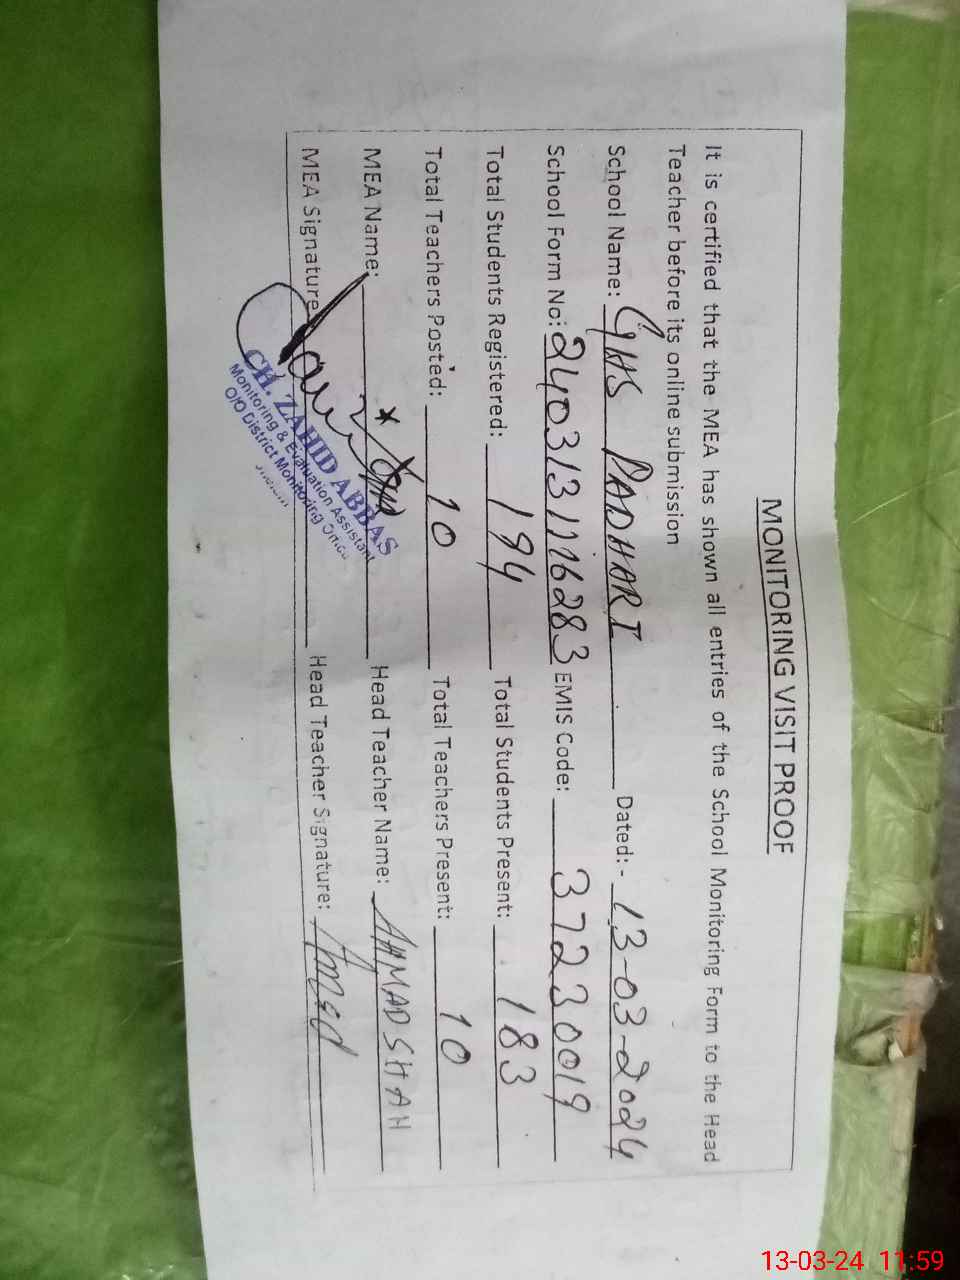 MONITORING VISIT PROOF
It is certified that the MEA has shown all entries of the School Monitoring Form to the Head
Teacher before its online submission
School Name: GHS PADHARI Dated:- 13-03-2024
School Form No: 2403131116283 EMIS Code: 37230019
Total Students Registered: 194 Total Students Present: 183
Total Teachers Posted: 10 Total Teachers Present: 10
MEA Name: Head Teacher Name: AHMAD SHAH
MEA Signature Head Teacher Signature: Ahmed
CH. ZAHID ABBAS
Monitoring & Evaluation Assistant
O/O District Monitoring Office
13-03-24 11:59